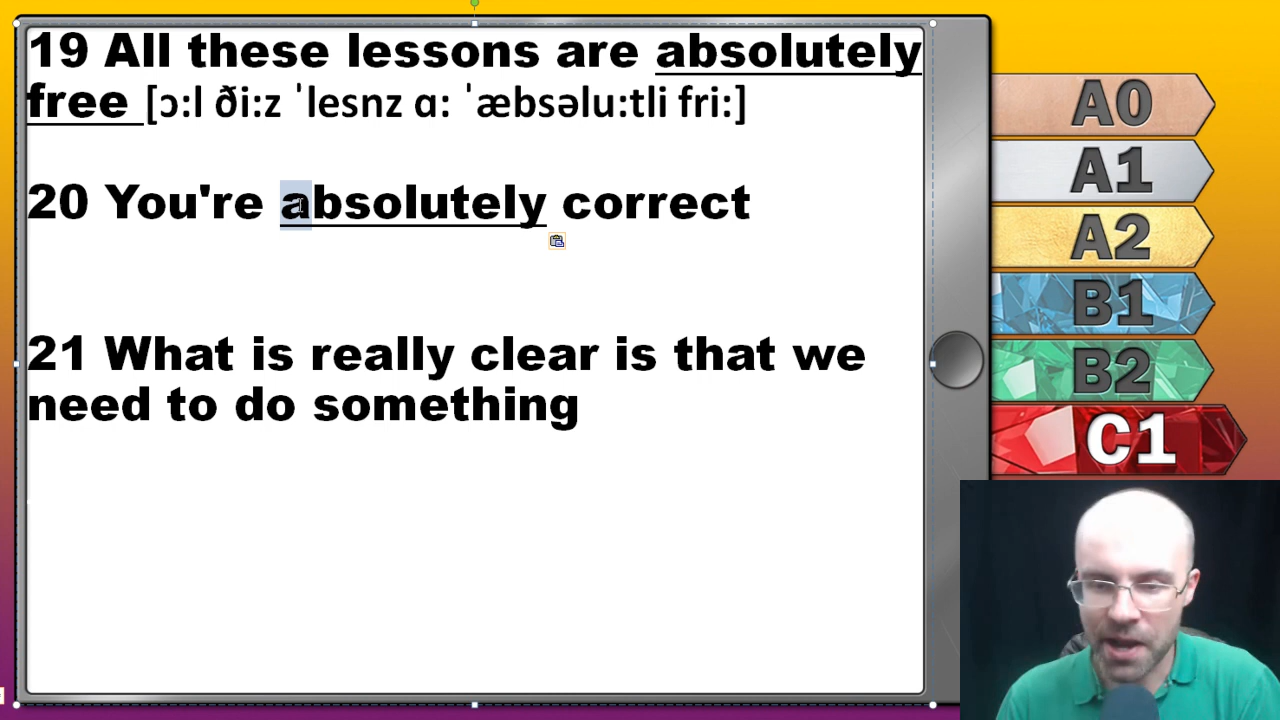 19 All these lessons are absolutely
free [ɔ:l ði:z ˈlesnz ɑ: ˈæbsəlu:tli fri:]
20 You're absolutely correct
21 What is really clear is that we
need to do something
A0
A1
A2
B1
B2
C1